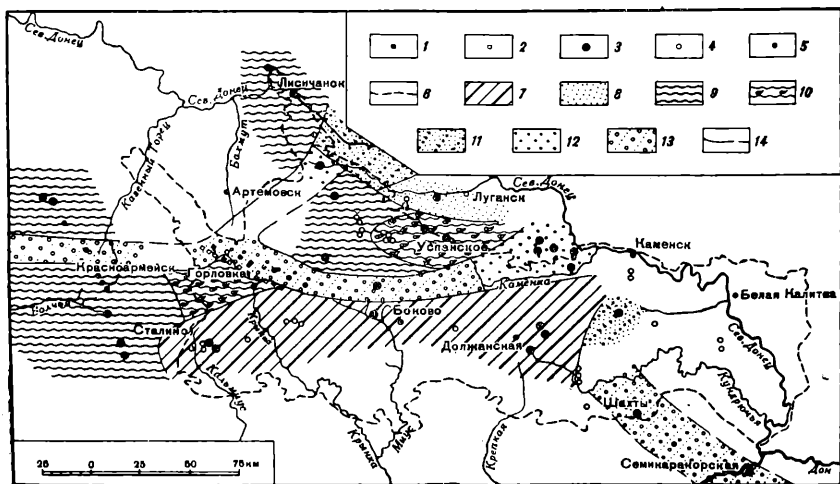 Сев. Донец
1 2 3 4 5
6 7 8 9 10
11 12 13 14
Лисичанск
Сев. Донец
Казенный Торец
Бахмут
Артемовск
Луганск
Сев. Донец
Успенское
Каменск
Красноармейск
Горловка
Каменка
Белая Калитва
Волчья
Боково
Сталино
Крынка
Должанская
Сев. Донец
Кальмиус
Кундрючья
Шахты
Крынка
Миус
Крепкая
Семикаракорская
Дон
25 0 25 50 75 км